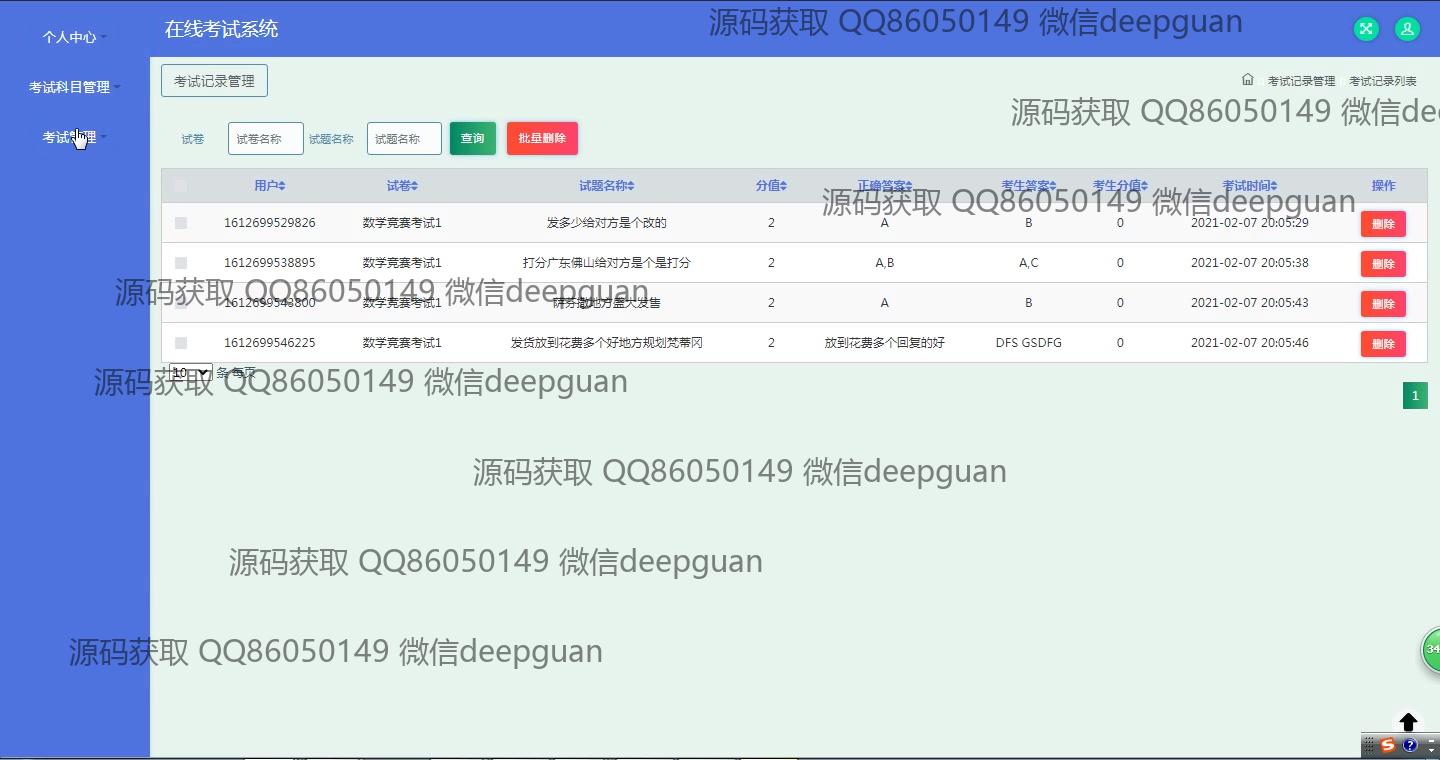 个人中心
在线考试系统
源码获取 QQ86050149 微信deepguan
考试科目管理
考试管理
考试记录管理
考试记录管理 考试记录列表
源码获取 QQ86050149 微信dee
试卷 试卷名称 试题名称 试题名称 查询 批量删除
用户 试卷 试题名称 分值 正确答案 考生答案 考生分值 考试时间 操作
源码获取 QQ86050149 微信deepguan
1612699529826 数学竞赛考试1 发多少给对方是个改的 2 A B 0 2021-02-07 20:05:29 删除
1612699538895 数学竞赛考试1 打分广东佛山给对方是个是打分 2 A,B A,C 0 2021-02-07 20:05:38 删除
源码获取 QQ86050149 微信deepguan
1612699543800 数学竞赛考试1 萨芬撒地方盛大发售 2 A B 0 2021-02-07 20:05:43 删除
1612699546225 数学竞赛考试1 发货放到花费多个好地方规划梵蒂冈 2 放到花费多个回复的好 DFS GSDFG 0 2021-02-07 20:05:46 删除
10 条 每页
源码获取 QQ86050149 微信deepguan
1
源码获取 QQ86050149 微信deepguan
源码获取 QQ86050149 微信deepguan
源码获取 QQ86050149 微信deepguan
34